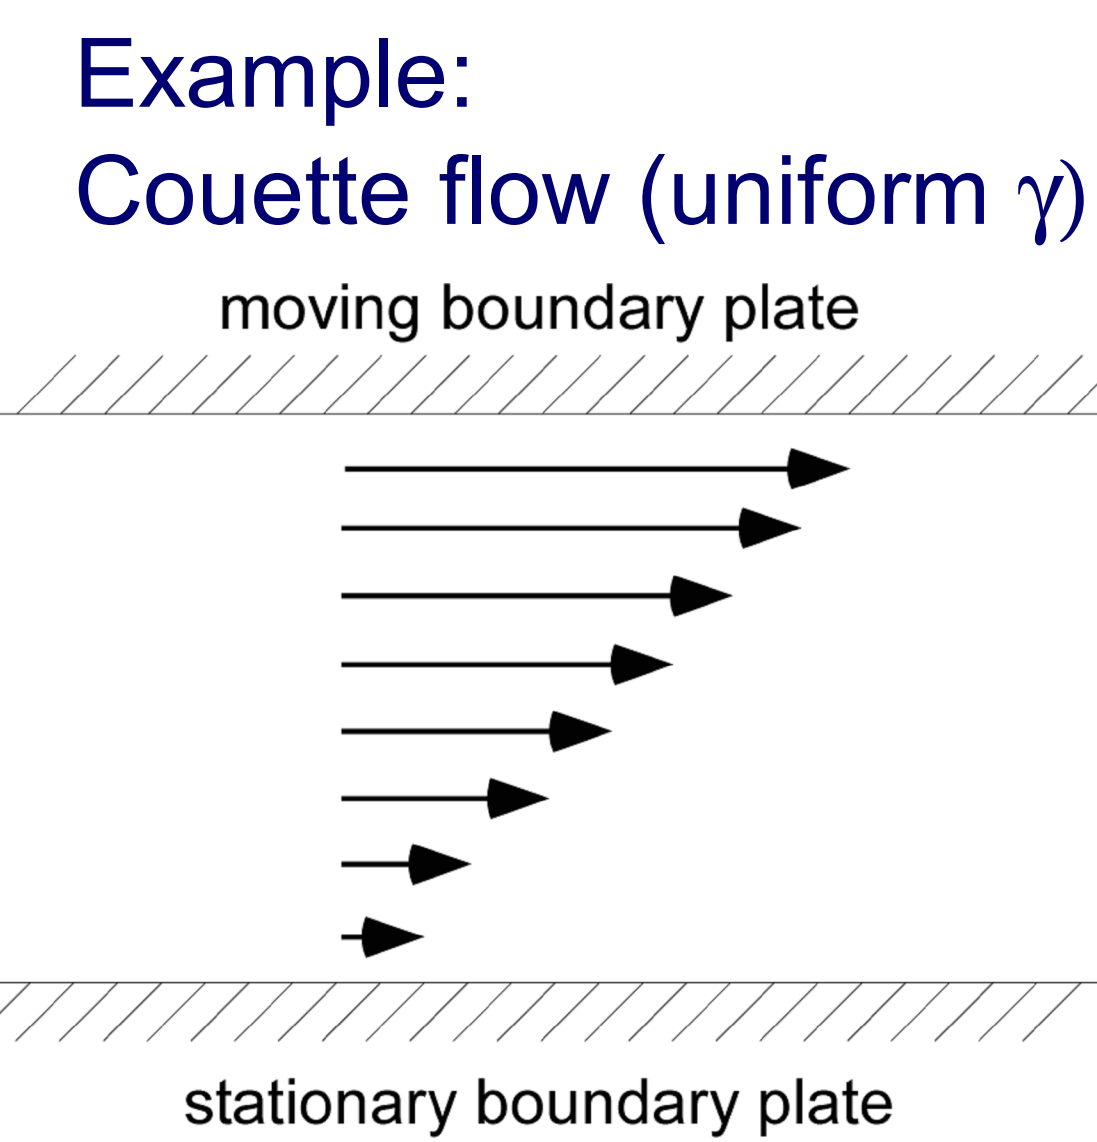 Example:
Couette flow (uniform γ)
moving boundary plate
stationary boundary plate